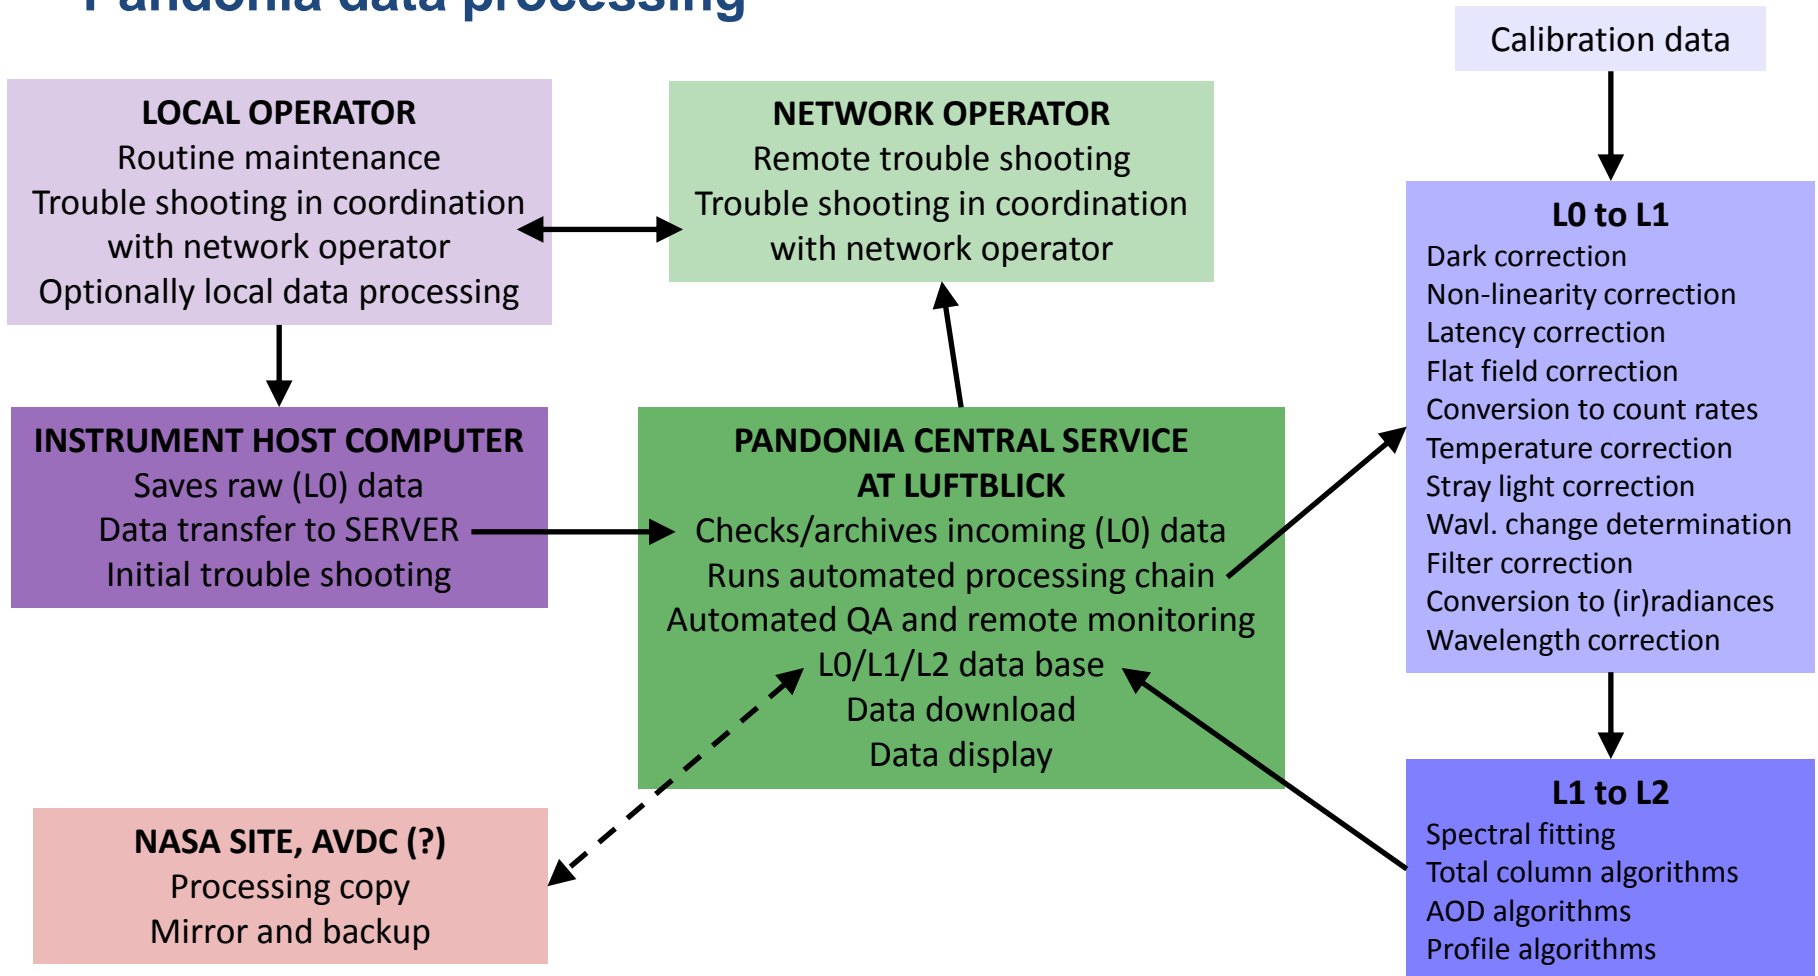 Pandonia data processing
Calibration data
LOCAL OPERATOR
Routine maintenance
Trouble shooting in coordination
with network operator
Optionally local data processing
NETWORK OPERATOR
Remote trouble shooting
Trouble shooting in coordination
with network operator
L0 to L1
Dark correction
Non-linearity correction
Latency correction
Flat field correction
Conversion to count rates
Temperature correction
Stray light correction
Wavl. change determination
Filter correction
Conversion to (ir)radiances
Wavelength correction
INSTRUMENT HOST COMPUTER
Saves raw (L0) data
Data transfer to SERVER
Initial trouble shooting
PANDONIA CENTRAL SERVICE
AT LUFTBLICK
Checks/archives incoming (L0) data
Runs automated processing chain
Automated QA and remote monitoring
L0/L1/L2 data base
Data download
Data display
NASA SITE, AVDC (?)
Processing copy
Mirror and backup
L1 to L2
Spectral fitting
Total column algorithms
AOD algorithms
Profile algorithms